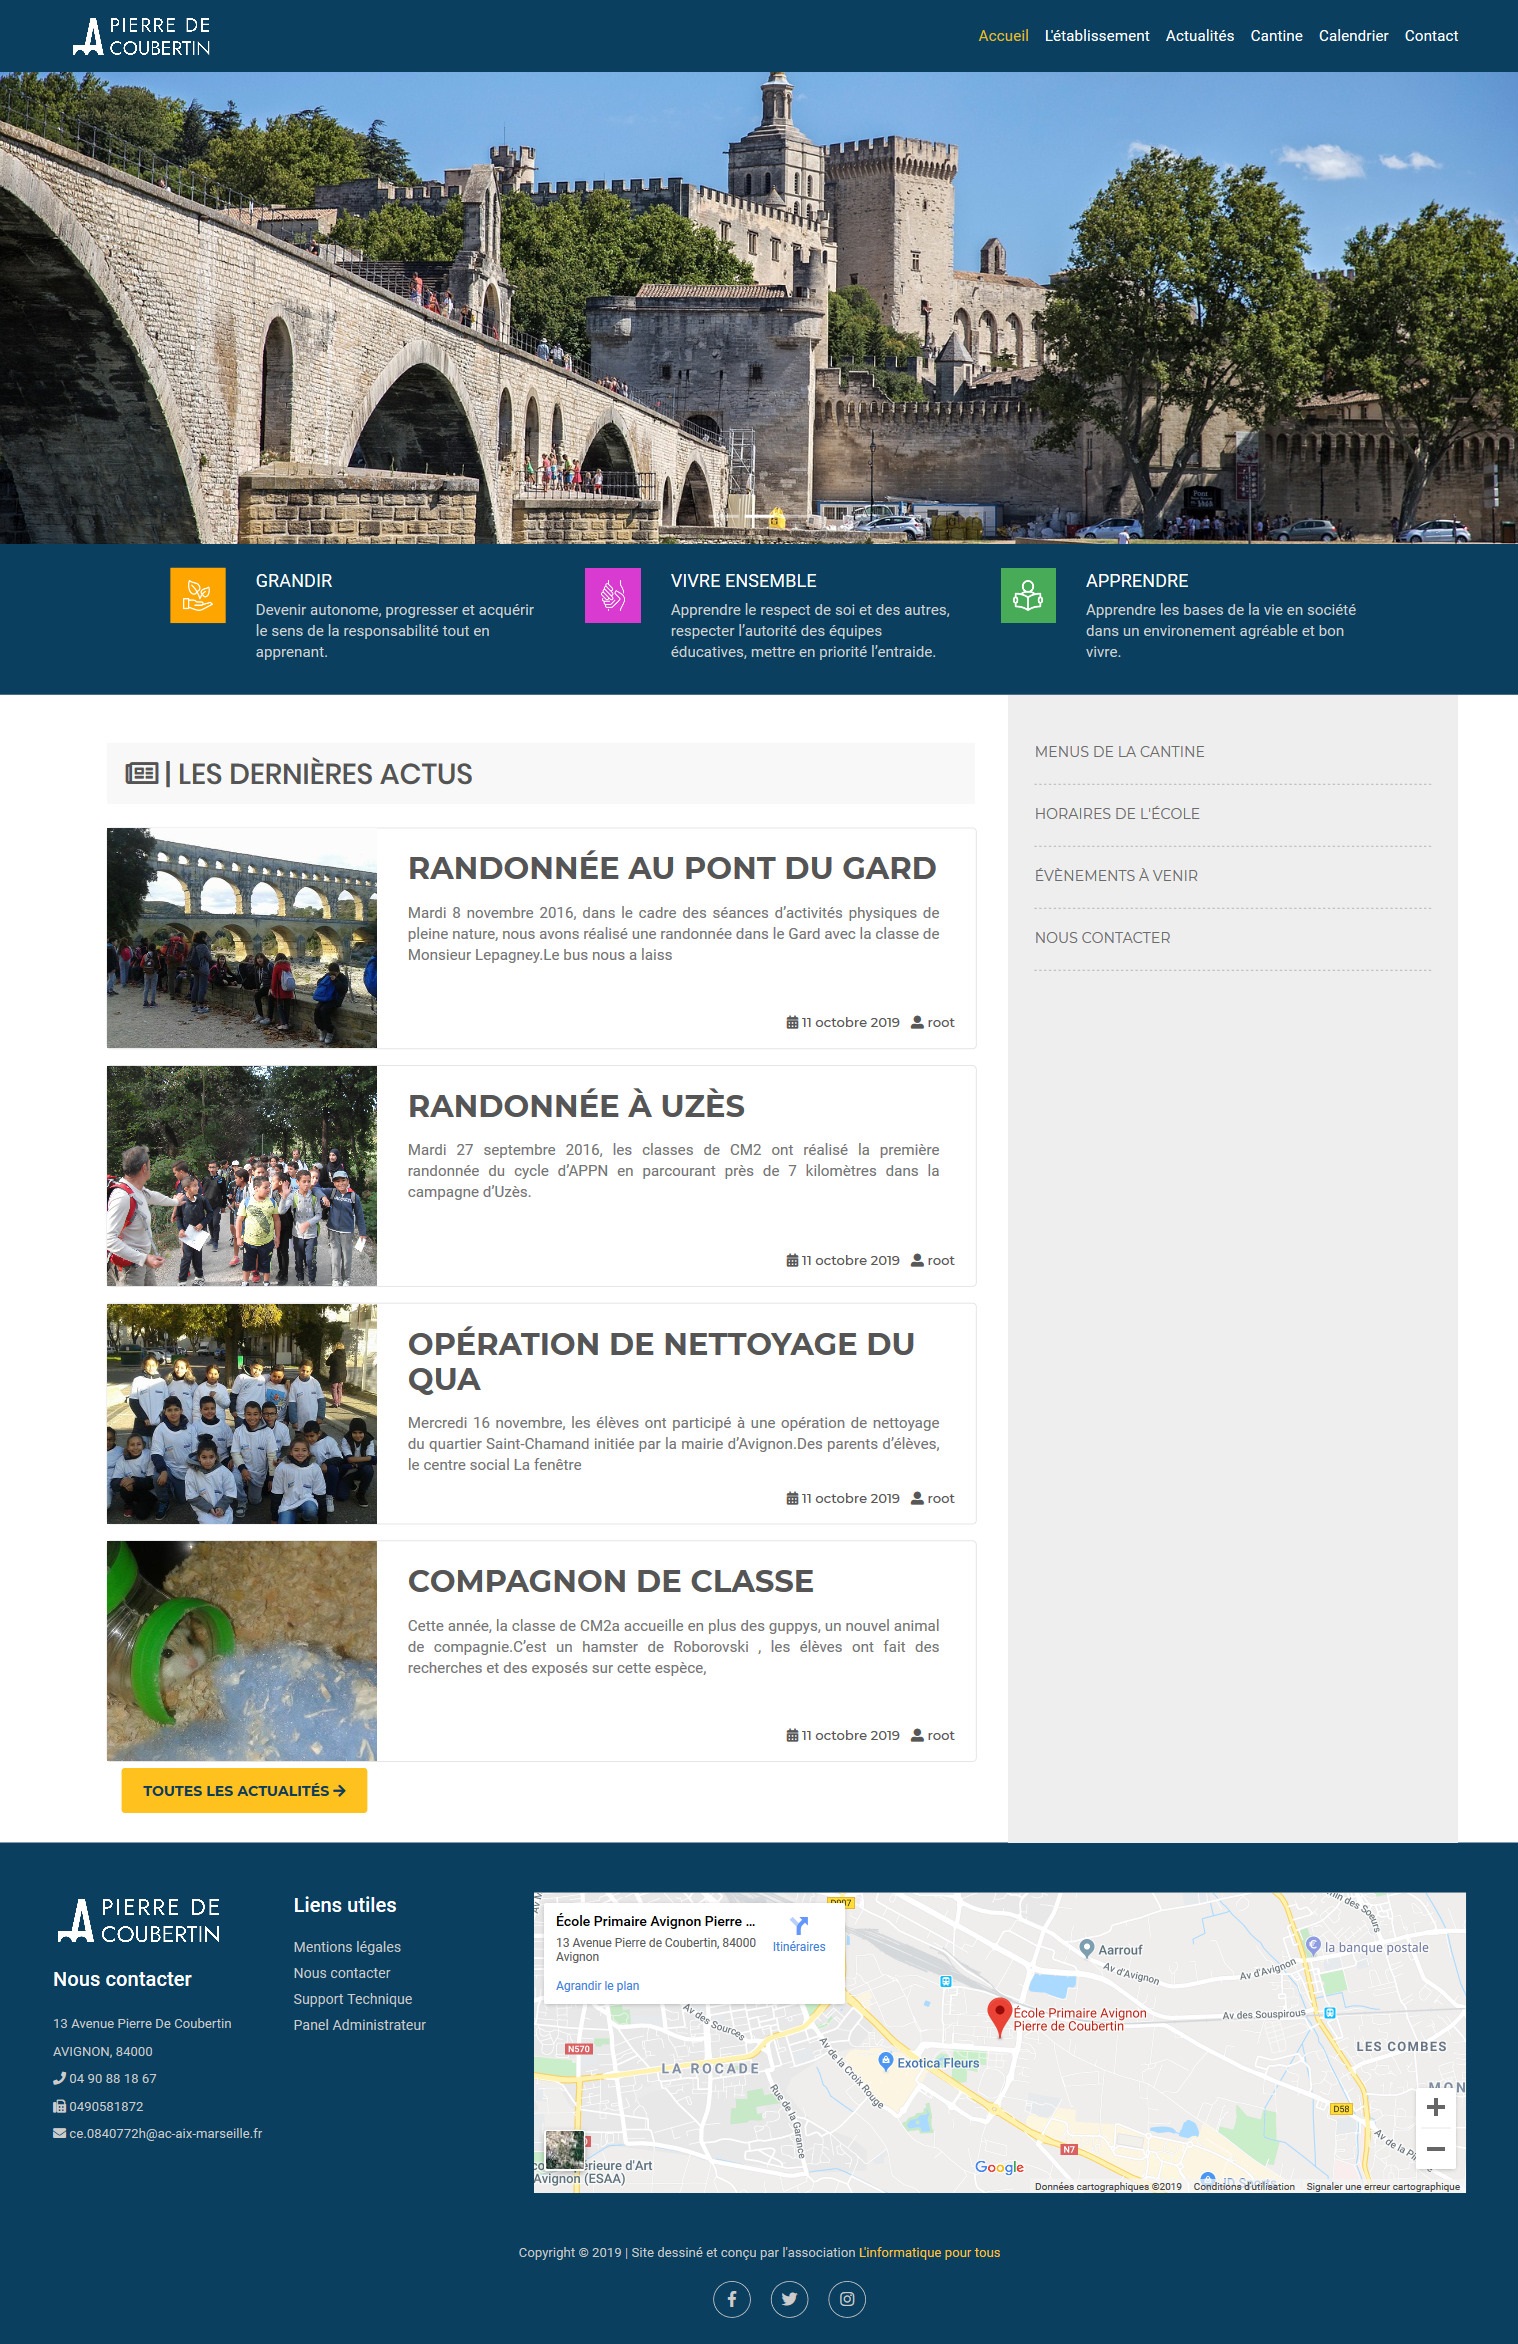 PIERRE DE
COUBERTIN
Accueil L'établissement Actualités Cantine Calendrier Contact
GRANDIR
Devenir autonome, progresser et acquérir
le sens de la responsabilité tout en
apprenant.
VIVRE ENSEMBLE
Apprendre le respect de soi et des autres,
respecter l’autorité des équipes
éducatives, mettre en priorité l’entraide.
APPRENDRE
Apprendre les bases de la vie en société
dans un environement agréable et bon
vivre.
| LES DERNIÈRES ACTUS
RANDONNÉE AU PONT DU GARD
Mardi 8 novembre 2016, dans le cadre des séances d’activités physiques de
pleine nature, nous avons réalisé une randonnée dans le Gard avec la classe de
Monsieur Lepagney.Le bus nous a laiss
11 octobre 2019 root
RANDONNÉE À UZÈS
Mardi 27 septembre 2016, les classes de CM2 ont réalisé la première
randonnée du cycle d’APPN en parcourant près de 7 kilomètres dans la
campagne d’Uzès.
11 octobre 2019 root
OPÉRATION DE NETTOYAGE DU
QUA
Mercredi 16 novembre, les élèves ont participé à une opération de nettoyage
du quartier Saint-Chamand initiée par la mairie d’Avignon.Des parents d’élèves,
le centre social La fenêtre
11 octobre 2019 root
COMPAGNON DE CLASSE
Cette année, la classe de CM2a accueille en plus des guppys, un nouvel animal
de compagnie.C’est un hamster de Roborovski , les élèves ont fait des
recherches et des exposés sur cette espèce,
11 octobre 2019 root
TOUTES LES ACTUALITÉS
MENUS DE LA CANTINE
HORAIRES DE L'ÉCOLE
ÉVÈNEMENTS À VENIR
NOUS CONTACTER
PIERRE DE
COUBERTIN
Nous contacter
13 Avenue Pierre De Coubertin
AVIGNON, 84000
04 90 88 18 67
0490581872
ce.0840772h@ac-aix-marseille.fr
Liens utiles
Mentions légales
Nous contacter
Support Technique
Panel Administrateur
École Primaire Avignon Pierre ...
13 Avenue Pierre de Coubertin, 84000
Avignon
Itinéraires
Agrandir le plan
D907
Aarrouf
la banque postale
Av d'Avignon
Av d'Avignon
École Primaire Avignon
Pierre de Coubertin
Av des Souspirous
Av des Sources
N570
LA ROCADE
Av de la Croix Rouge
Exotica Fleurs
LES COMBES
MON
Rue de la Garance
D58
N7
érieure d'Art
Avignon (ESAA)
Google
JD Sports
Données cartographiques ©2019 Conditions d'utilisation Signaler une erreur cartographique
Copyright © 2019 | Site dessiné et conçu par l'association L'informatique pour tous